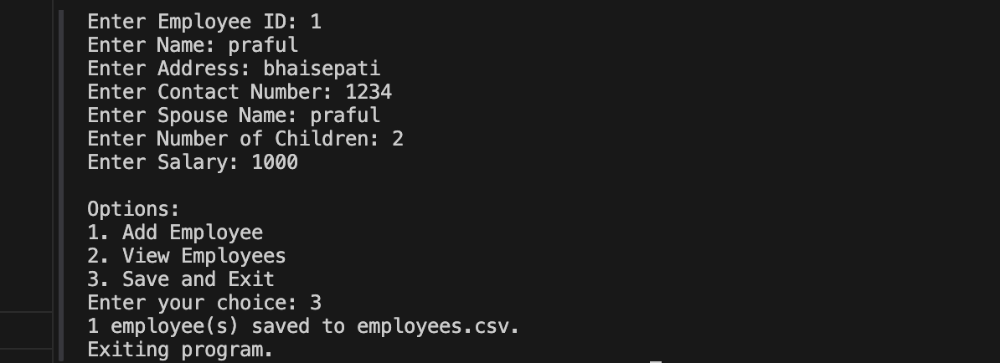 Enter Employee ID: 1
Enter Name: praful
Enter Address: bhaisepati
Enter Contact Number: 1234
Enter Spouse Name: praful
Enter Number of Children: 2
Enter Salary: 1000

Options:
1. Add Employee
2. View Employees
3. Save and Exit
Enter your choice: 3
1 employee(s) saved to employees.csv.
Exiting program.